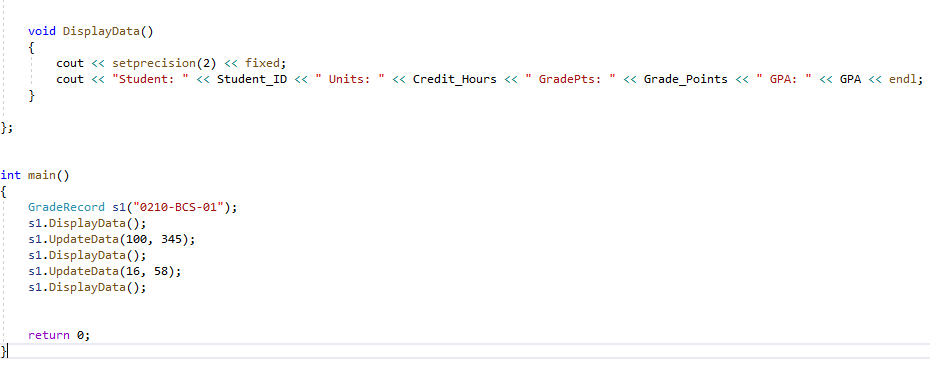 void DisplayData()
{
cout << setprecision(2) << fixed;
cout << "Student: " << Student_ID << " Units: " << Credit_Hours << " GradePts: " << Grade_Points << " GPA: " << GPA << endl;
}
};
int main()
{
GradeRecord s1("0210-BCS-01");
s1.DisplayData();
s1.UpdateData(100, 345);
s1.DisplayData();
s1.UpdateData(16, 58);
s1.DisplayData();
return 0;
}